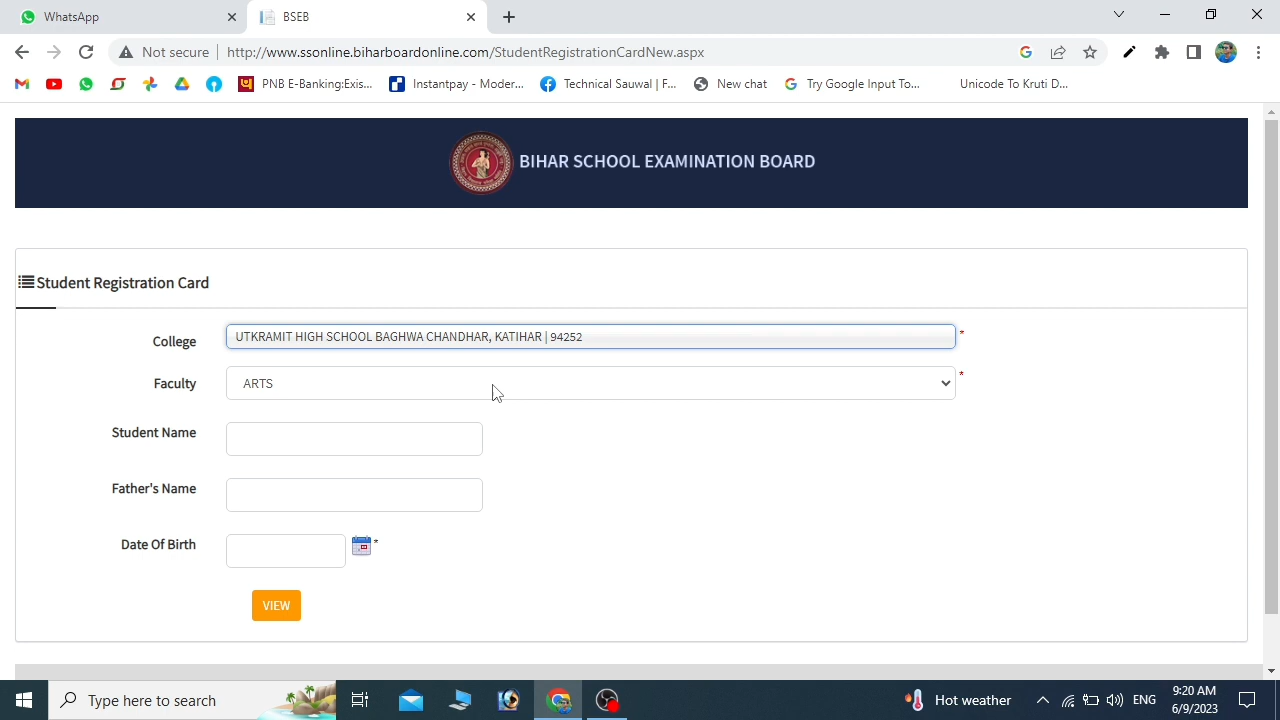 WhatsApp
BSEB
Not secure
http://www.ssonline.biharboardonline.com/StudentRegistrationCardNew.aspx
PNB E-Banking:Exis...
Instantpay - Moder...
Technical Sauwal | F...
New chat
Try Google Input To...
Unicode To Kruti D...
BIHAR SCHOOL EXAMINATION BOARD
Student Registration Card
College
UTKRAMIT HIGH SCHOOL BAGHWA CHANDHAR, KATIHAR | 94252
*
Faculty
ARTS
*
Student Name
Father's Name
Date Of Birth
*
VIEW
Type here to search
Hot weather
ENG
9:20 AM
6/9/2023